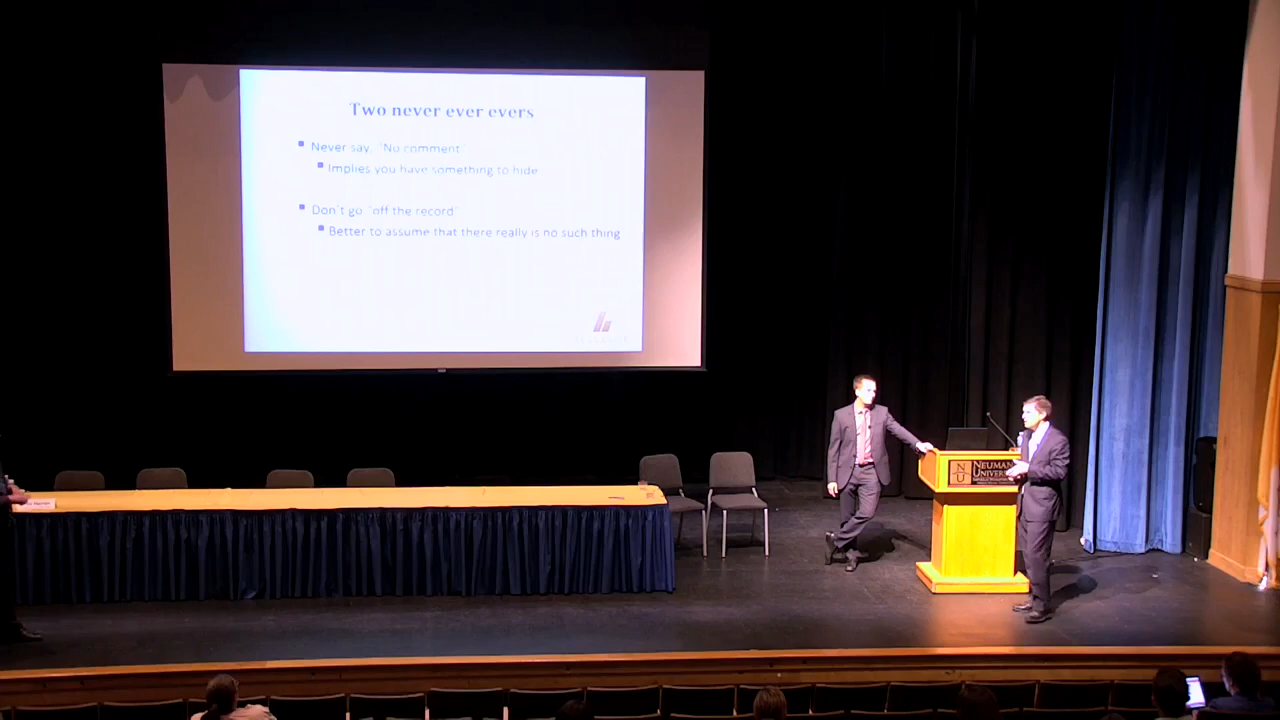 Two never ever evers
Never say, "No comment"
Implies you have something to hide
Don't go "off the record"
Better to assume that there really is no such thing
NEUMANN
UNIVERSITY